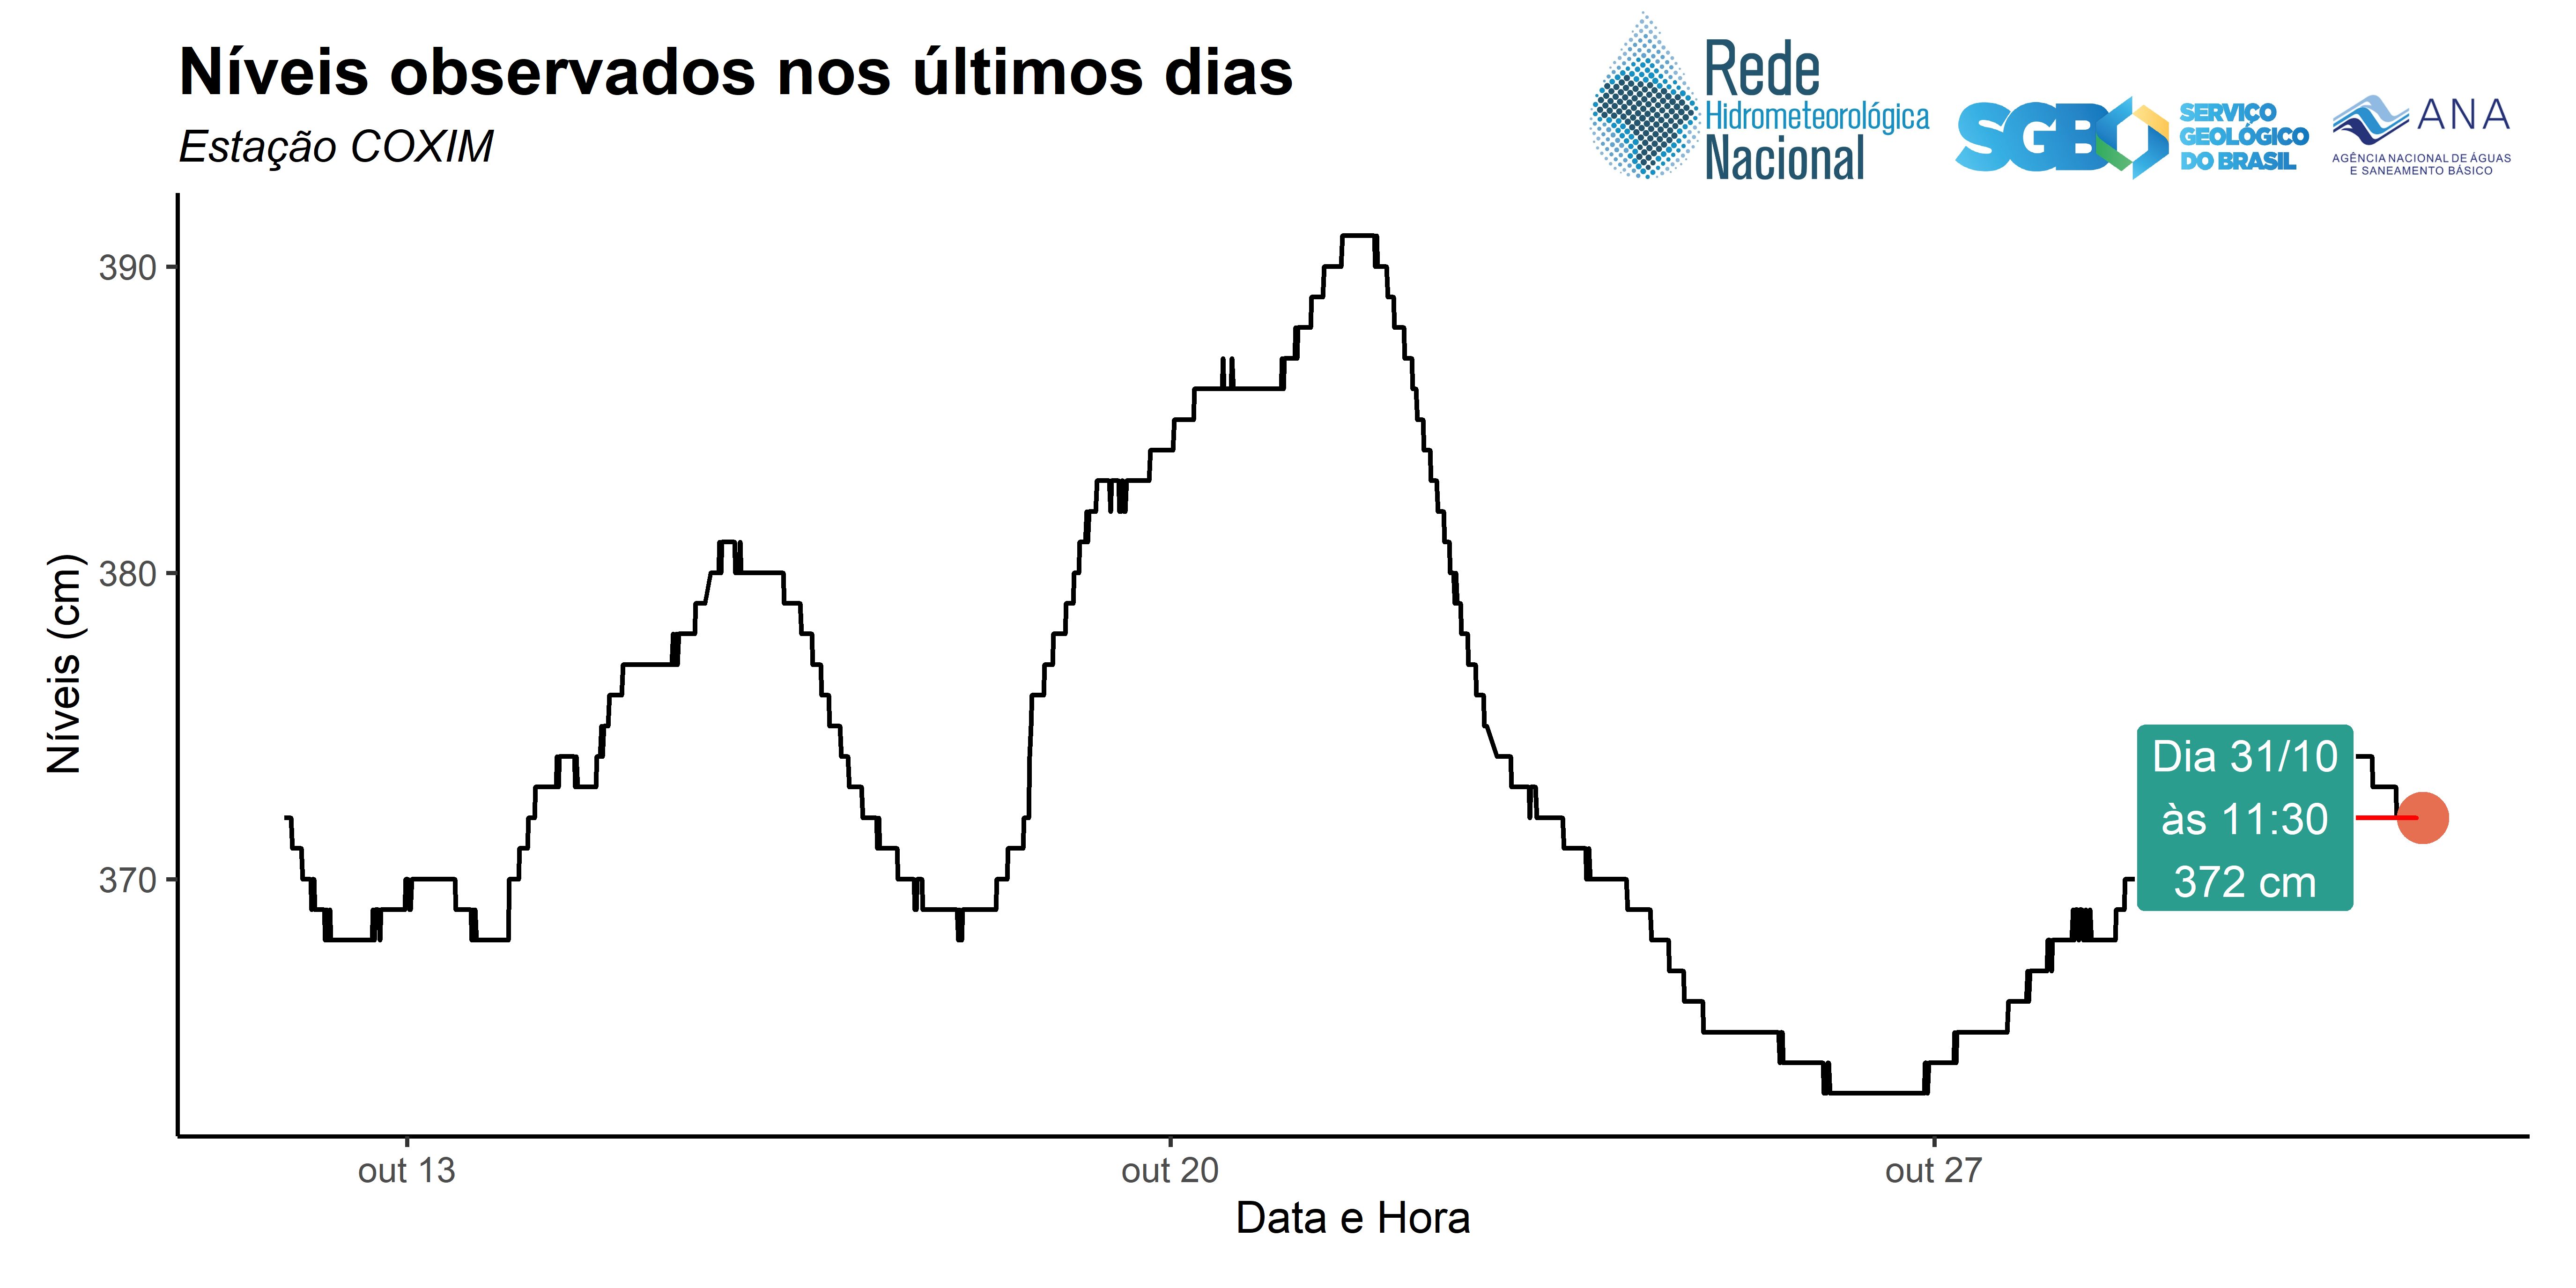 Níveis observados nos últimos dias
Estação COXIM
Rede
Hidrometeorológica
Nacional
SGB
SERVIÇO
GEOLÓGICO
DO BRASIL
ANA
AGÊNCIA NACIONAL DE ÁGUAS
E SANEAMENTO BÁSICO
Níveis (cm)
390
380
370
Dia 31/10
às 11:30
372 cm
out 13
out 20
out 27
Data e Hora